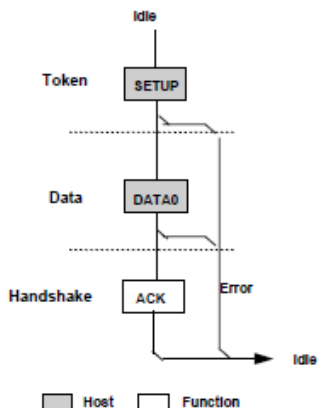 Idle
Token
SETUP
Data
DATA0
Handshake
ACK
Error
Idle
Host
Function